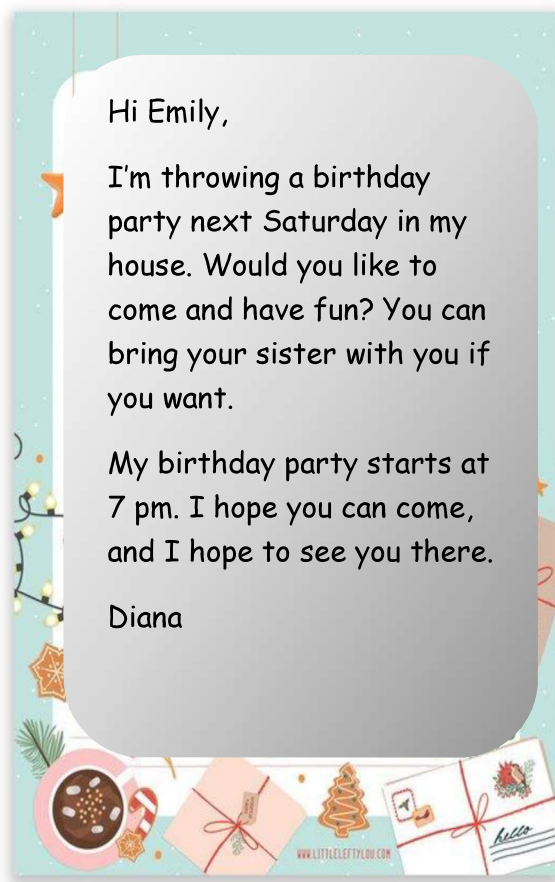 Hi Emily,
I'm throwing a birthday
party next Saturday in my
house. Would you like to
come and have fun? You can
bring your sister with you if
you want.
My birthday party starts at
7 pm. I hope you can come,
and I hope to see you there.
Diana
hello
WWW.LITTLELEFTYLOU.COM